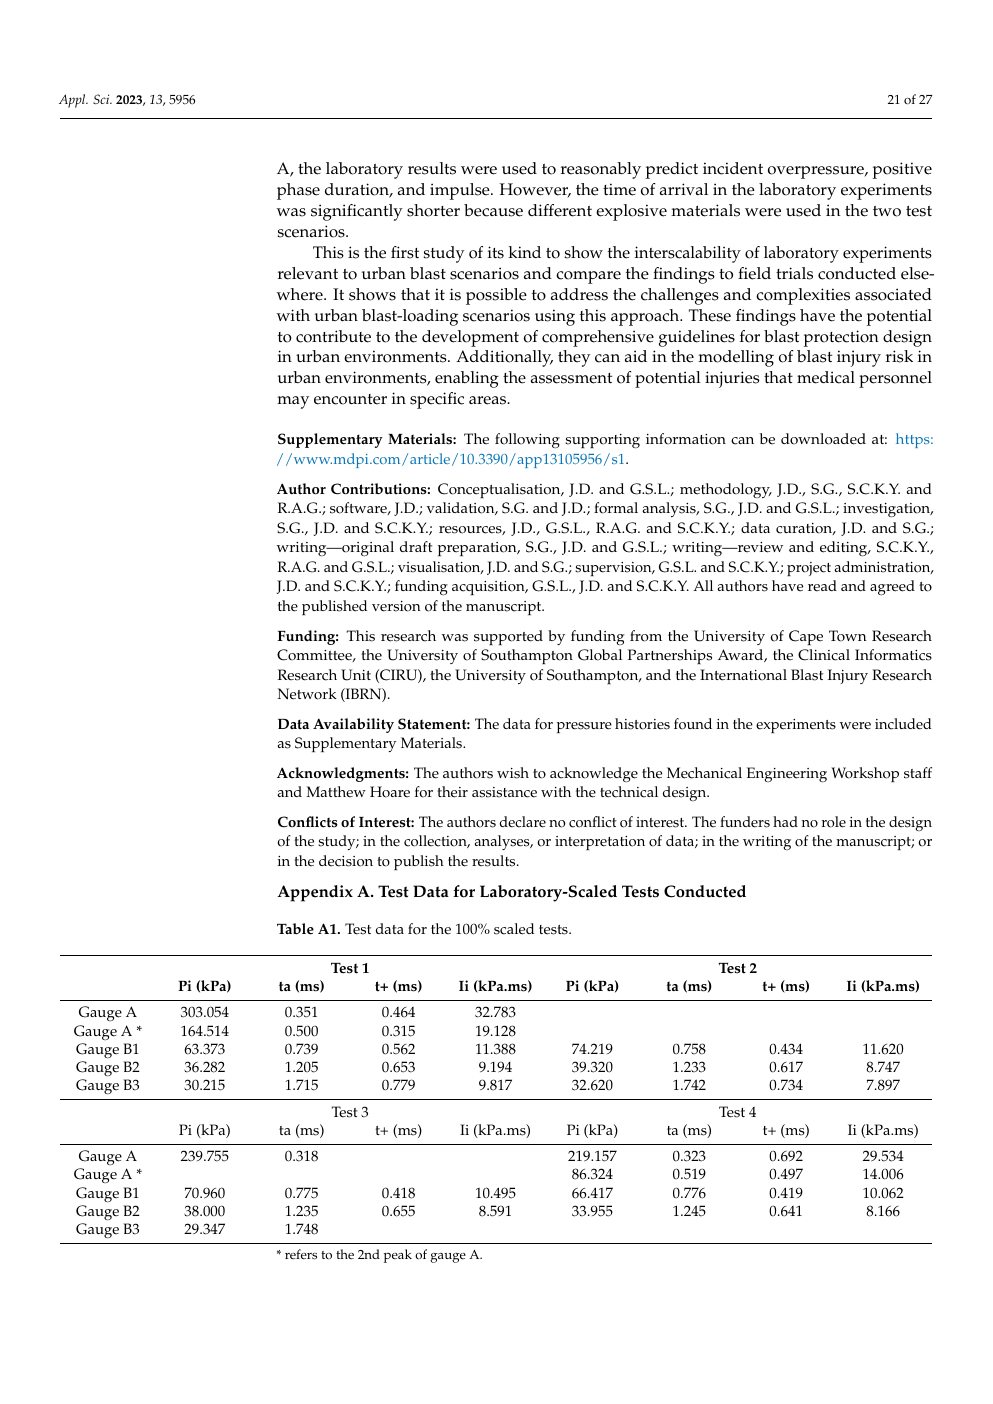 Appl. Sci. 2023, 13, 5956 21 of 27
A, the laboratory results were used to reasonably predict incident overpressure, positive
phase duration, and impulse. However, the time of arrival in the laboratory experiments
was significantly shorter because different explosive materials were used in the two test
scenarios.
This is the first study of its kind to show the interscalability of laboratory experiments
relevant to urban blast scenarios and compare the findings to field trials conducted else-
where. It shows that it is possible to address the challenges and complexities associated
with urban blast-loading scenarios using this approach. These findings have the potential
to contribute to the development of comprehensive guidelines for blast protection design
in urban environments. Additionally, they can aid in the modelling of blast injury risk in
urban environments, enabling the assessment of potential injuries that medical personnel
may encounter in specific areas.
Supplementary Materials: The following supporting information can be downloaded at: https:
//www.mdpi.com/article/10.3390/app13105956/s1.
Author Contributions: Conceptualisation, J.D. and G.S.L.; methodology, J.D., S.G., S.C.K.Y. and
R.A.G.; software, J.D.; validation, S.G. and J.D.; formal analysis, S.G., J.D. and G.S.L.; investigation,
S.G., J.D. and S.C.K.Y.; resources, J.D., G.S.L., R.A.G. and S.C.K.Y.; data curation, J.D. and S.G.;
writing—original draft preparation, S.G., J.D. and G.S.L.; writing—review and editing, S.C.K.Y.,
R.A.G. and G.S.L.; visualisation, J.D. and S.G.; supervision, G.S.L. and S.C.K.Y.; project administration,
J.D. and S.C.K.Y.; funding acquisition, G.S.L., J.D. and S.C.K.Y. All authors have read and agreed to
the published version of the manuscript.
Funding: This research was supported by funding from the University of Cape Town Research
Committee, the University of Southampton Global Partnerships Award, the Clinical Informatics
Research Unit (CIRU), the University of Southampton, and the International Blast Injury Research
Network (IBRN).
Data Availability Statement: The data for pressure histories found in the experiments were included
as Supplementary Materials.
Acknowledgments: The authors wish to acknowledge the Mechanical Engineering Workshop staff
and Matthew Hoare for their assistance with the technical design.
Conflicts of Interest: The authors declare no conflict of interest. The funders had no role in the design
of the study; in the collection, analyses, or interpretation of data; in the writing of the manuscript; or
in the decision to publish the results.
Appendix A. Test Data for Laboratory-Scaled Tests Conducted
Table A1. Test data for the 100% scaled tests.
Test 1 Test 2
Pi (kPa) ta (ms) t+ (ms) Ii (kPa.ms) Pi (kPa) ta (ms) t+ (ms) Ii (kPa.ms)
Gauge A 303.054 0.351 0.464 32.783
Gauge A * 164.514 0.500 0.315 19.128
Gauge B1 63.373 0.739 0.562 11.388 74.219 0.758 0.434 11.620
Gauge B2 36.282 1.205 0.653 9.194 39.320 1.233 0.617 8.747
Gauge B3 30.215 1.715 0.779 9.817 32.620 1.742 0.734 7.897
Test 3 Test 4
Pi (kPa) ta (ms) t+ (ms) Ii (kPa.ms) Pi (kPa) ta (ms) t+ (ms) Ii (kPa.ms)
Gauge A 239.755 0.318 219.157 0.323 0.692 29.534
Gauge A * 86.324 0.519 0.497 14.006
Gauge B1 70.960 0.775 0.418 10.495 66.417 0.776 0.419 10.062
Gauge B2 38.000 1.235 0.655 8.591 33.955 1.245 0.641 8.166
Gauge B3 29.347 1.748
* refers to the 2nd peak of gauge A.